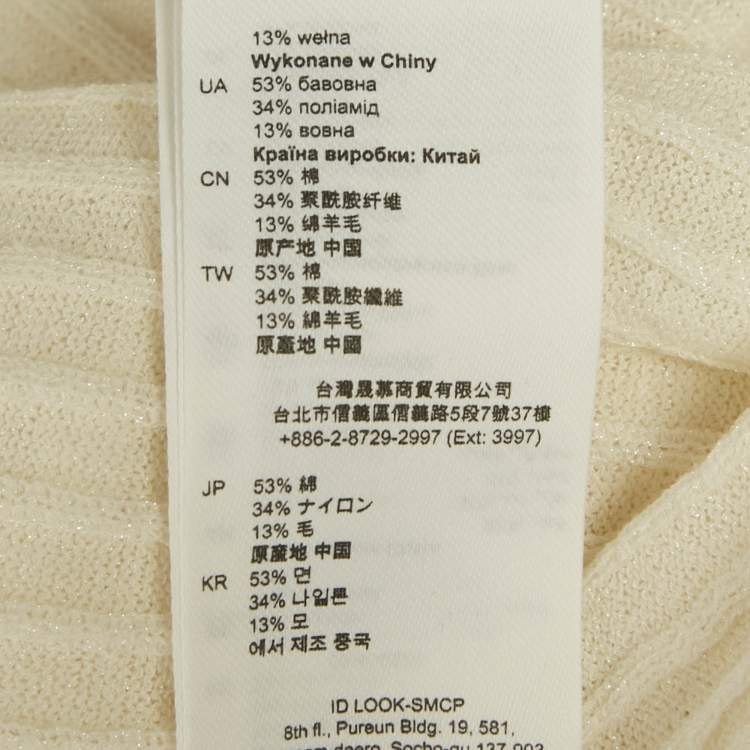 13% wełna
Wykonane w Chiny
UA 53% бавовна
34% поліамід
13% вовна
Країна виробки: Китай
CN 53% 棉
34% 聚酰胺纤维
13% 绵羊毛
原产地 中国
TW 53% 棉
34% 聚酰胺纖維
13% 綿羊毛
原產地 中國
台灣晟慕商貿有限公司
台北市信義區信義路5段7號37樓
+886-2-8729-2997 (Ext: 3997)
JP 53% 綿
34% ナイロン
13% 毛
原産地 中国
KR 53% 면
34% 나일론
13% 모
에서 제조 중국
ID LOOK-SMCP
8th fl., Pureun Bldg. 19, 581,
daero, Socho-gu 137-903